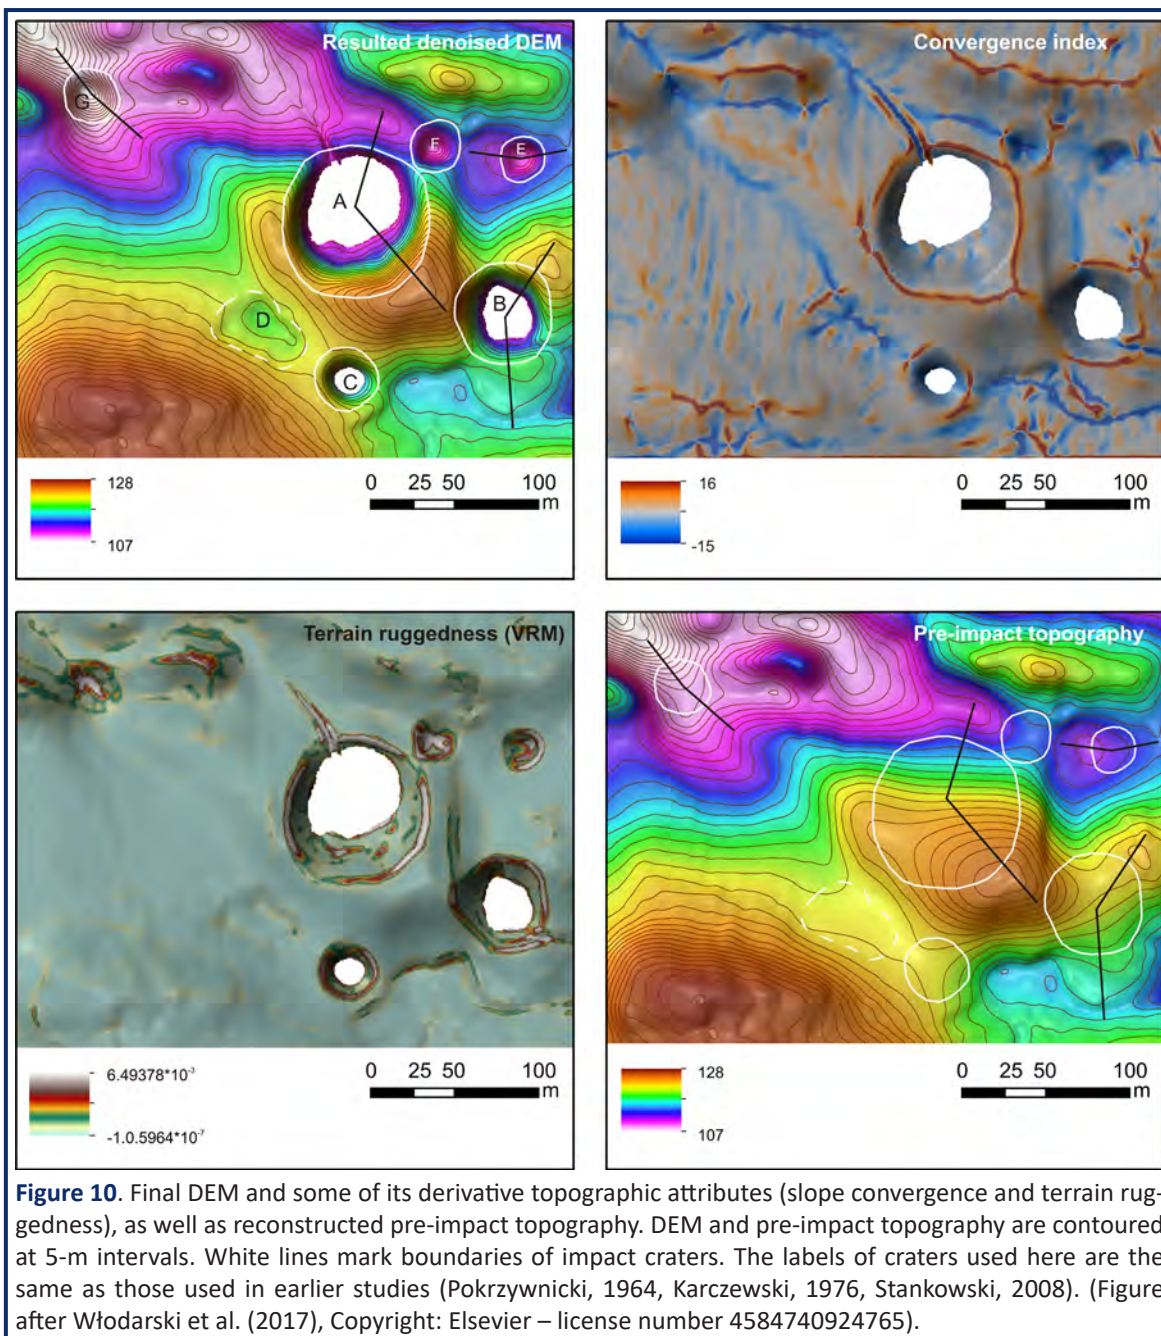 Resulted denoised DEM
G
F
E
A
B
D
C
128
107
0 25 50 100
m
Convergence index
16
-15
0 25 50 100
m
Terrain ruggedness (VRM)
6.49378*10⁻³
-1.0.5964*10⁻⁷
0 25 50 100
m
Pre-impact topography
128
107
0 25 50 100
m
Figure 10. Final DEM and some of its derivative topographic attributes (slope convergence and terrain rug-
gedness), as well as reconstructed pre-impact topography. DEM and pre-impact topography are contoured
at 5-m intervals. White lines mark boundaries of impact craters. The labels of craters used here are the
same as those used in earlier studies (Pokrzywnicki, 1964, Karczewski, 1976, Stankowski, 2008). (Figure
after Włodarski et al. (2017), Copyright: Elsevier – license number 4584740924765).